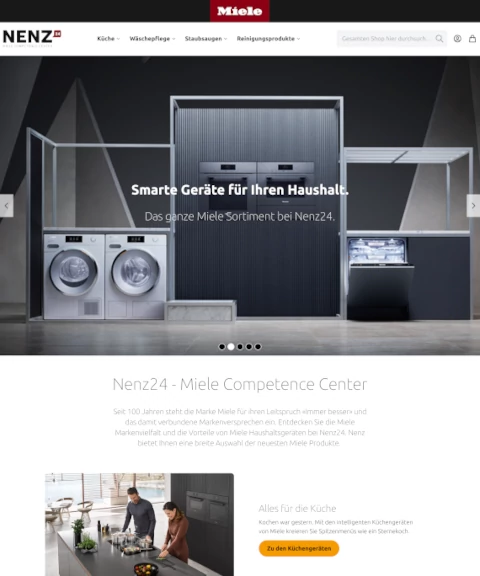 Miele
NENZ 24
Küche
Wäschepflege
Staubsaugen
Reinigungsprodukte
Gesamten Shop hier durchsuch...
Smarte Geräte für Ihren Haushalt.
Das ganze Miele Sortiment bei Nenz24.
Nenz24 - Miele Competence Center
Seit 100 Jahren steht die Marke Miele für ihren Leitspruch »Immer besser« und
das damit verbundene Markenversprechen ein. Entdecken Sie die Miele
Markenvielfalt und die Vorteile von Miele Haushaltsgeräten bei Nenz24. Nenz
bietet Ihnen eine breite Auswahl der neuesten Miele Produkte.
Alles für die Küche
Kochen war gestern. Mit den intelligenten Küchengeräten
von Miele kreieren Sie Spitzenmenüs wie ein Sternekoch.
Zu den Küchengeräten